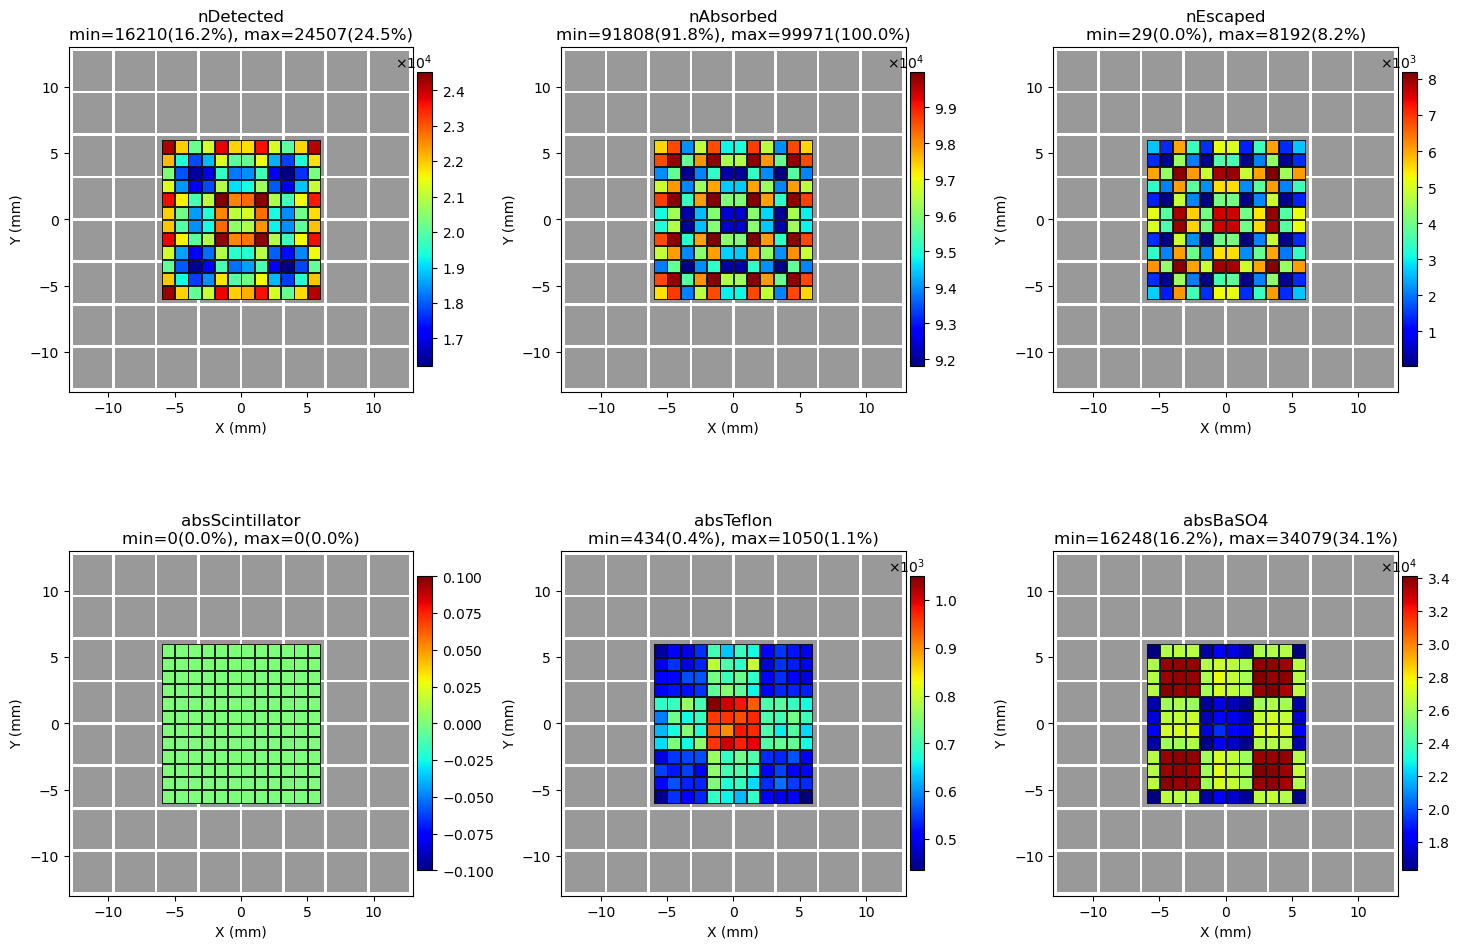 nDetected
min=16210(16.2%), max=24507(24.5%)
×10⁴
10
5
0
−5
−10
Y (mm)
−10 −5 0 5 10
X (mm)
2.4
2.3
2.2
2.1
2.0
1.9
1.8
1.7
nAbsorbed
min=91808(91.8%), max=99971(100.0%)
×10⁴
10
5
0
−5
−10
Y (mm)
−10 −5 0 5 10
X (mm)
9.9
9.8
9.7
9.6
9.5
9.4
9.3
9.2
nEscaped
min=29(0.0%), max=8192(8.2%)
×10³
10
5
0
−5
−10
Y (mm)
−10 −5 0 5 10
X (mm)
8
7
6
5
4
3
2
1
absScintillator
min=0(0.0%), max=0(0.0%)
10
5
0
−5
−10
Y (mm)
−10 −5 0 5 10
X (mm)
0.100
0.075
0.050
0.025
0.000
−0.025
−0.050
−0.075
−0.100
absTeflon
min=434(0.4%), max=1050(1.1%)
×10³
10
5
0
−5
−10
Y (mm)
−10 −5 0 5 10
X (mm)
1.0
0.9
0.8
0.7
0.6
0.5
absBaSO4
min=16248(16.2%), max=34079(34.1%)
×10⁴
10
5
0
−5
−10
Y (mm)
−10 −5 0 5 10
X (mm)
3.4
3.2
3.0
2.8
2.6
2.4
2.2
2.0
1.8